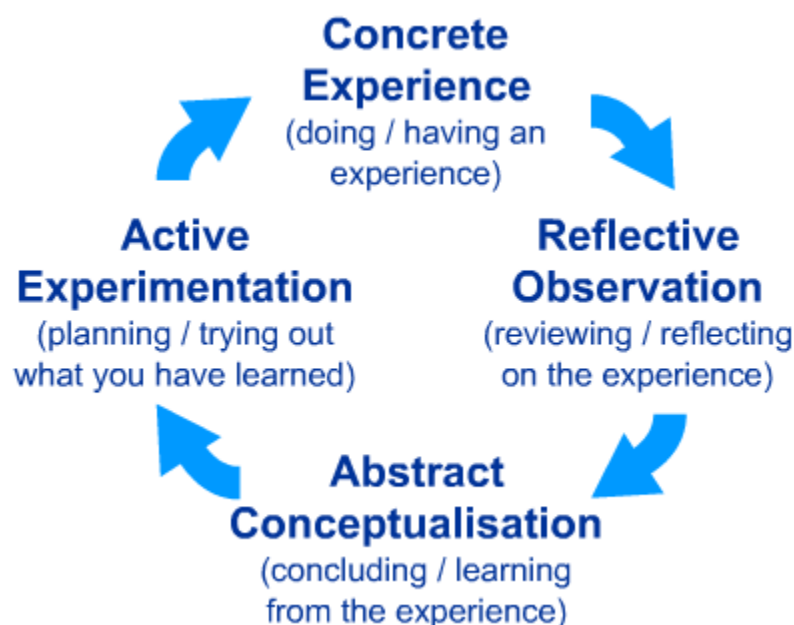 Concrete
Experience
(doing / having an
experience)
Reflective
Observation
(reviewing / reflecting
on the experience)
Abstract
Conceptualisation
(concluding / learning
from the experience)
Active
Experimentation
(planning / trying out
what you have learned)